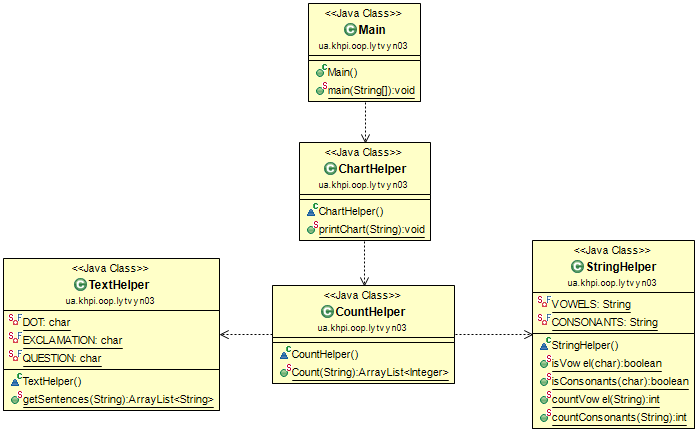 <<Java Class>>
Main
ua.khpi.oop.lytvyn03
Main()
main(String[]):void
<<Java Class>>
ChartHelper
ua.khpi.oop.lytvyn03
ChartHelper()
printChart(String):void
<<Java Class>>
TextHelper
ua.khpi.oop.lytvyn03
DOT: char
EXCLAMATION: char
QUESTION: char
TextHelper()
getSentences(String):ArrayList<String>
<<Java Class>>
CountHelper
ua.khpi.oop.lytvyn03
CountHelper()
Count(String):ArrayList<Integer>
<<Java Class>>
StringHelper
ua.khpi.oop.lytvyn03
VOWELS: String
CONSONANTS: String
StringHelper()
isVowel(char):boolean
isConsonants(char):boolean
countVowel(String):int
countConsonants(String):int